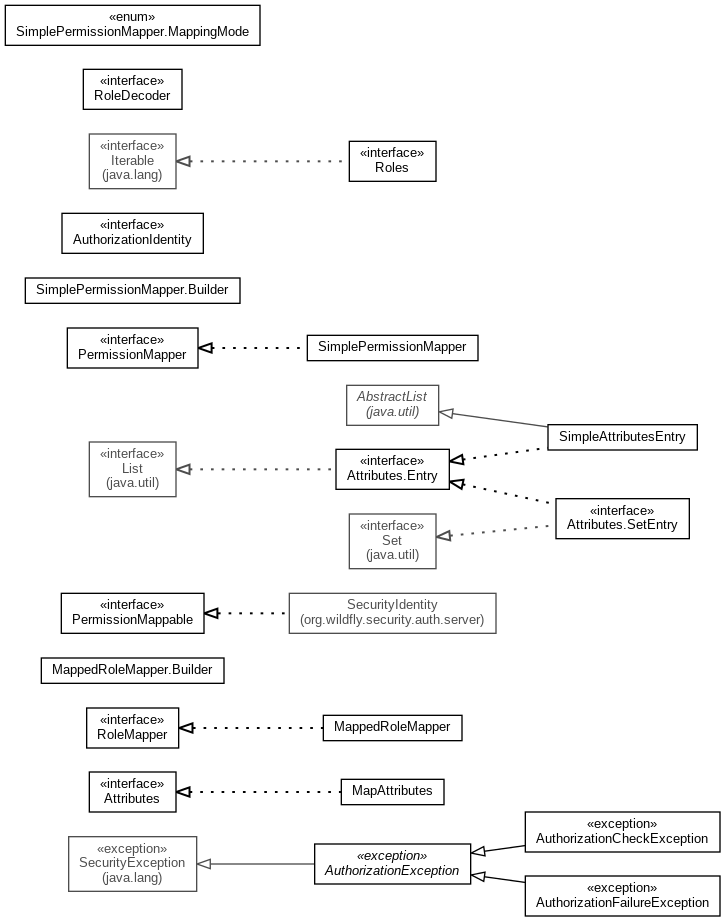 «enum»
SimplePermissionMapper.MappingMode
«interface»
RoleDecoder
«interface»
Iterable
(java.lang)
«interface»
Roles
«interface»
AuthorizationIdentity
SimplePermissionMapper.Builder
«interface»
PermissionMapper
SimplePermissionMapper
AbstractList
(java.util)
SimpleAttributesEntry
«interface»
List
(java.util)
«interface»
Attributes.Entry
«interface»
Attributes.SetEntry
«interface»
Set
(java.util)
«interface»
PermissionMappable
SecurityIdentity
(org.wildfly.security.auth.server)
MappedRoleMapper.Builder
«interface»
RoleMapper
MappedRoleMapper
«interface»
Attributes
MapAttributes
«exception»
SecurityException
(java.lang)
«exception»
AuthorizationException
«exception»
AuthorizationCheckException
«exception»
AuthorizationFailureException